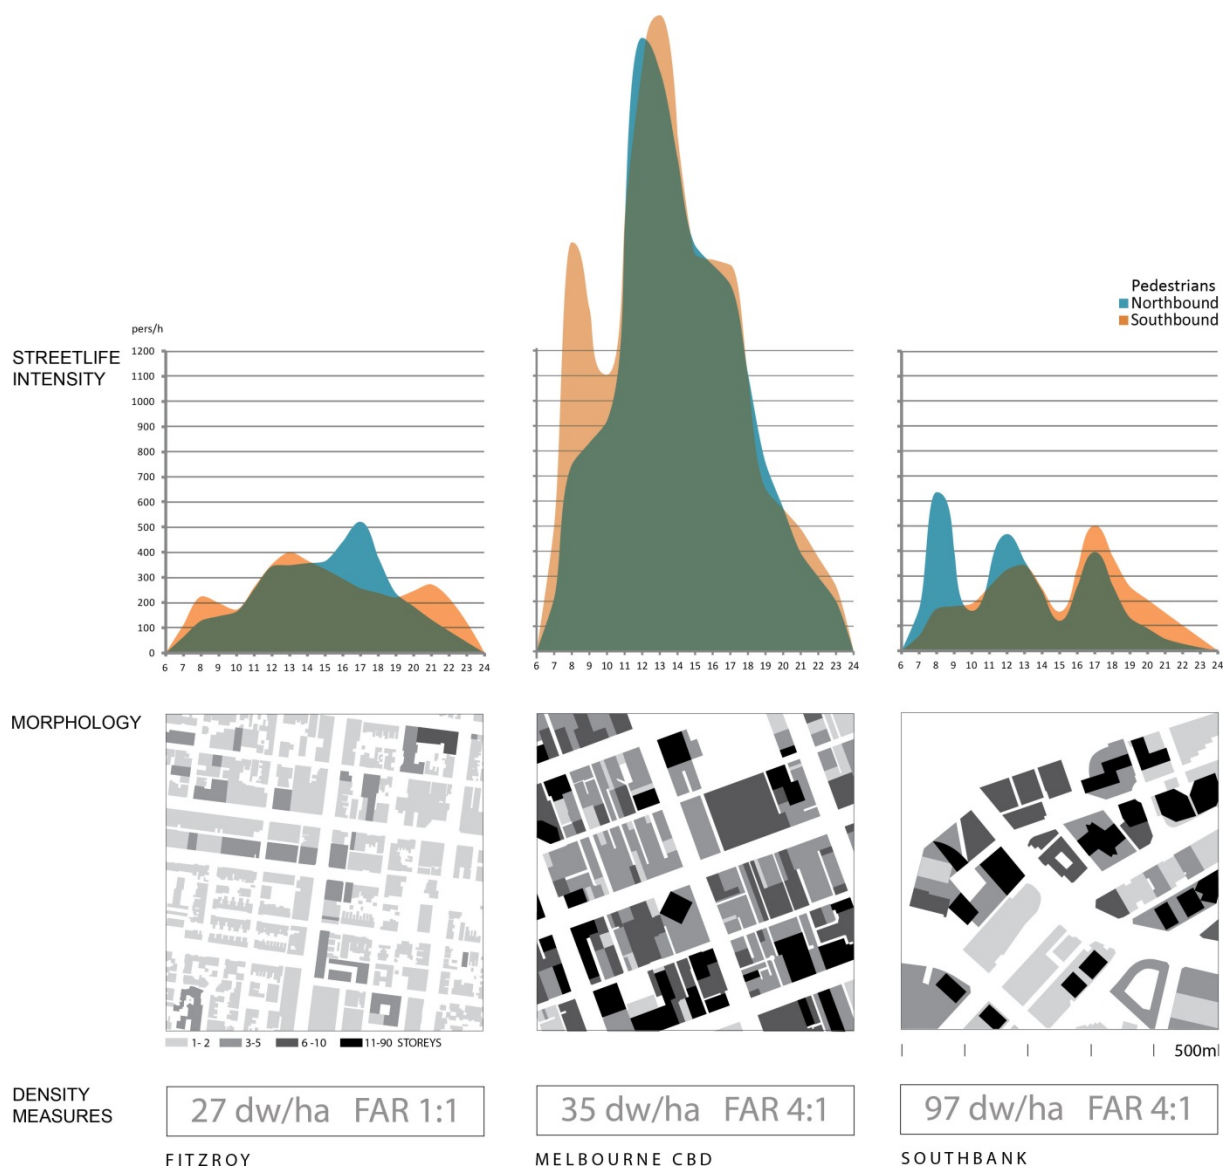 Pedestrians
Northbound
Southbound
pers/h
STREETLIFE
INTENSITY
1200
1100
1000
900
800
700
600
500
400
300
200
100
0
6 7 8 9 10 11 12 13 14 15 16 17 18 19 20 21 22 23 24
6 7 8 9 10 11 12 13 14 15 16 17 18 19 20 21 22 23 24
6 7 8 9 10 11 12 13 14 15 16 17 18 19 20 21 22 23 24
MORPHOLOGY
1- 2 3-5 6 -10 11-90 STOREYS
500m
DENSITY
MEASURES
27 dw/ha FAR 1:1
35 dw/ha FAR 4:1
97 dw/ha FAR 4:1
FITZROY
MELBOURNE CBD
SOUTHBANK